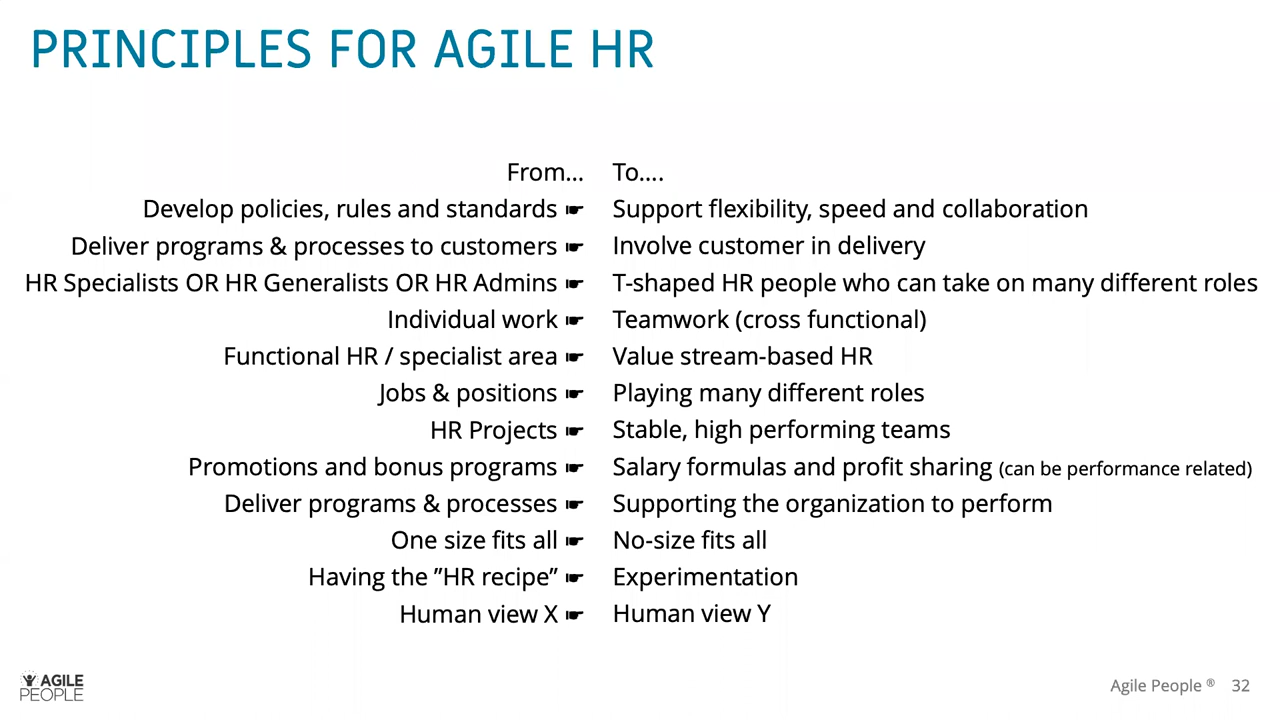 PRINCIPLES FOR AGILE HR
From... To....
Develop policies, rules and standards ☛ Support flexibility, speed and collaboration
Deliver programs & processes to customers ☛ Involve customer in delivery
HR Specialists OR HR Generalists OR HR Admins ☛ T-shaped HR people who can take on many different roles
Individual work ☛ Teamwork (cross functional)
Functional HR / specialist area ☛ Value stream-based HR
Jobs & positions ☛ Playing many different roles
HR Projects ☛ Stable, high performing teams
Promotions and bonus programs ☛ Salary formulas and profit sharing (can be performance related)
Deliver programs & processes ☛ Supporting the organization to perform
One size fits all ☛ No-size fits all
Having the ”HR recipe” ☛ Experimentation
Human view X ☛ Human view Y
AGILE
PEOPLE
Agile People ® 32